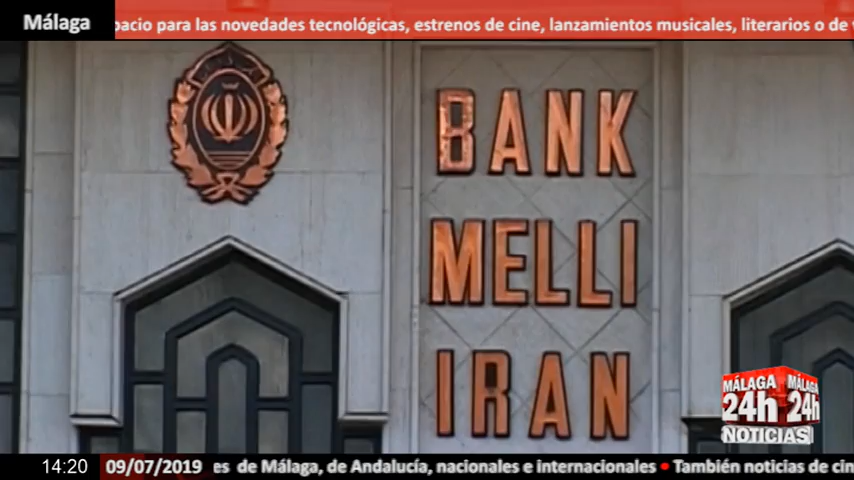 Málaga
pacio para las novedades tecnológicas, estrenos de cine, lanzamientos musicales, literarios o de
BANK
MELLI
IRAN
MÁLAGA MÁLAGA
24h 24h
NOTICIAS
14:20 09/07/2019 es de Málaga, de Andalucía, nacionales e internacionales • También noticias de cin